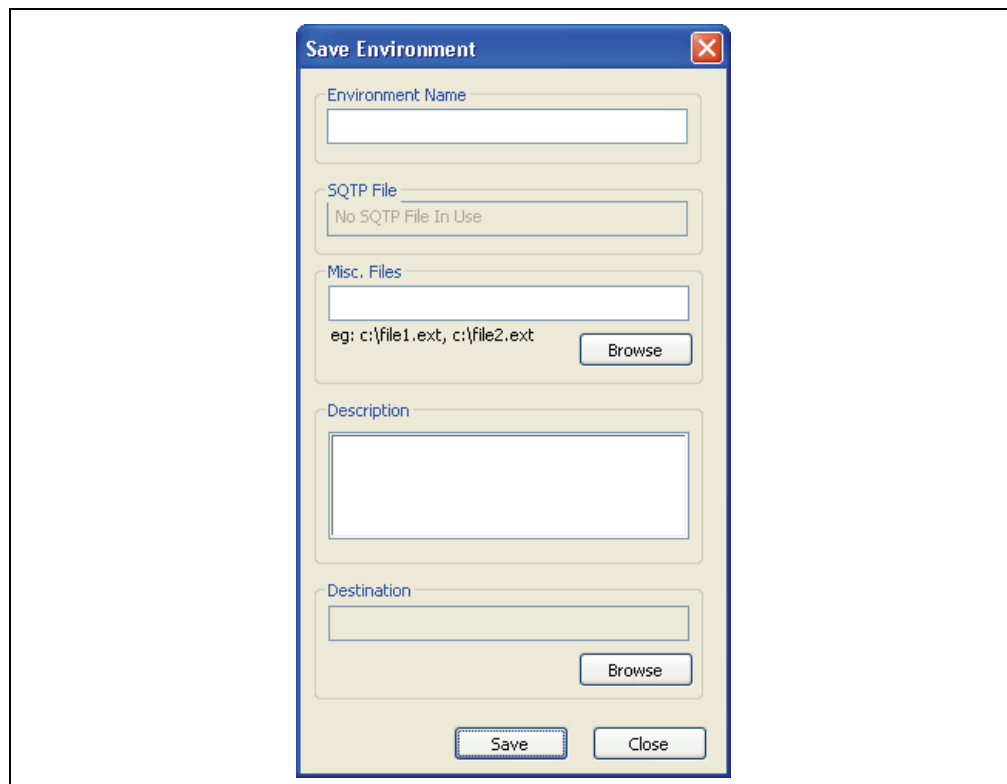 Save Environment
Environment Name
SQTP File
No SQTP File In Use
Misc. Files
eg: c:\file1.ext, c:\file2.ext
Browse
Description
Destination
Browse
Save
Close